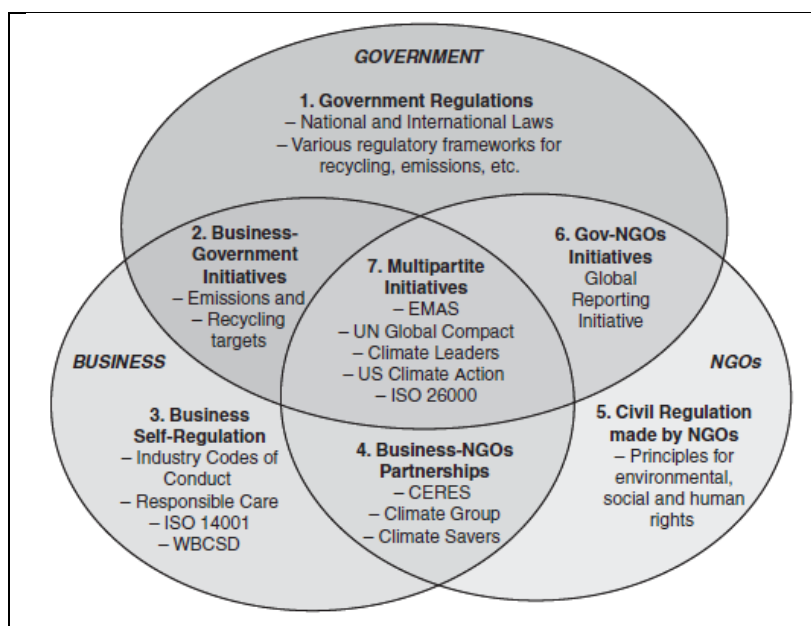 GOVERNMENT
1. Government Regulations
– National and International Laws
– Various regulatory frameworks for
recycling, emissions, etc.
2. Business-
Government
Initiatives
– Emissions and
– Recycling
targets
7. Multipartite
Initiatives
– EMAS
– UN Global Compact
– Climate Leaders
– US Climate Action
– ISO 26000
6. Gov-NGOs
Initiatives
Global
Reporting
Initiative
BUSINESS
NGOs
3. Business
Self-Regulation
– Industry Codes of
Conduct
– Responsible Care
– ISO 14001
– WBCSD
4. Business-NGOs
Partnerships
– CERES
– Climate Group
– Climate Savers
5. Civil Regulation
made by NGOs
– Principles for
environmental,
social and human
rights